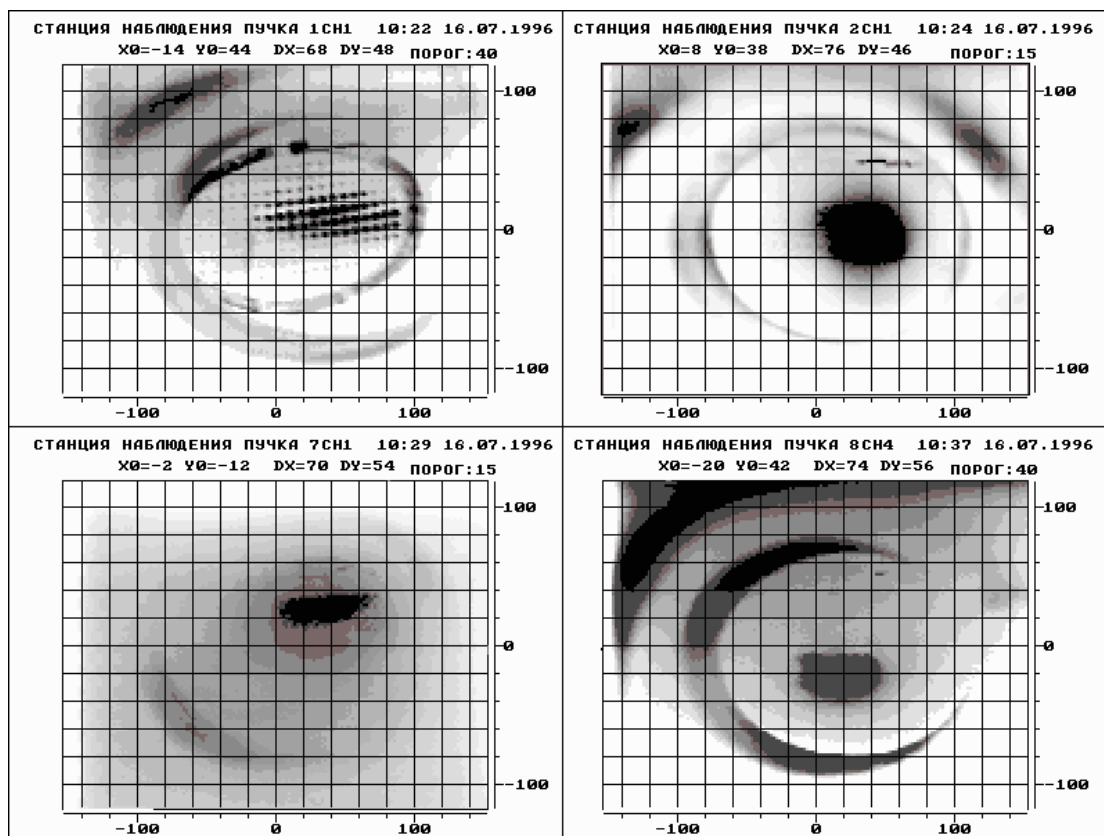 СТАНЦИЯ НАБЛЮДЕНИЯ ПУЧКА 1CH1 10:22 16.07.1996
X0=-14 Y0=44 DX=68 DY=48 ПОРОГ:40
100
0
-100
-100 0 100
СТАНЦИЯ НАБЛЮДЕНИЯ ПУЧКА 2CH1 10:24 16.07.1996
X0=8 Y0=38 DX=76 DY=46 ПОРОГ:15
100
0
-100
-100 0 100
СТАНЦИЯ НАБЛЮДЕНИЯ ПУЧКА 7CH1 10:29 16.07.1996
X0=-2 Y0=-12 DX=70 DY=54 ПОРОГ:15
100
0
-100
-100 0 100
СТАНЦИЯ НАБЛЮДЕНИЯ ПУЧКА 8CH4 10:37 16.07.1996
X0=-20 Y0=42 DX=74 DY=56 ПОРОГ:40
100
0
-100
-100 0 100